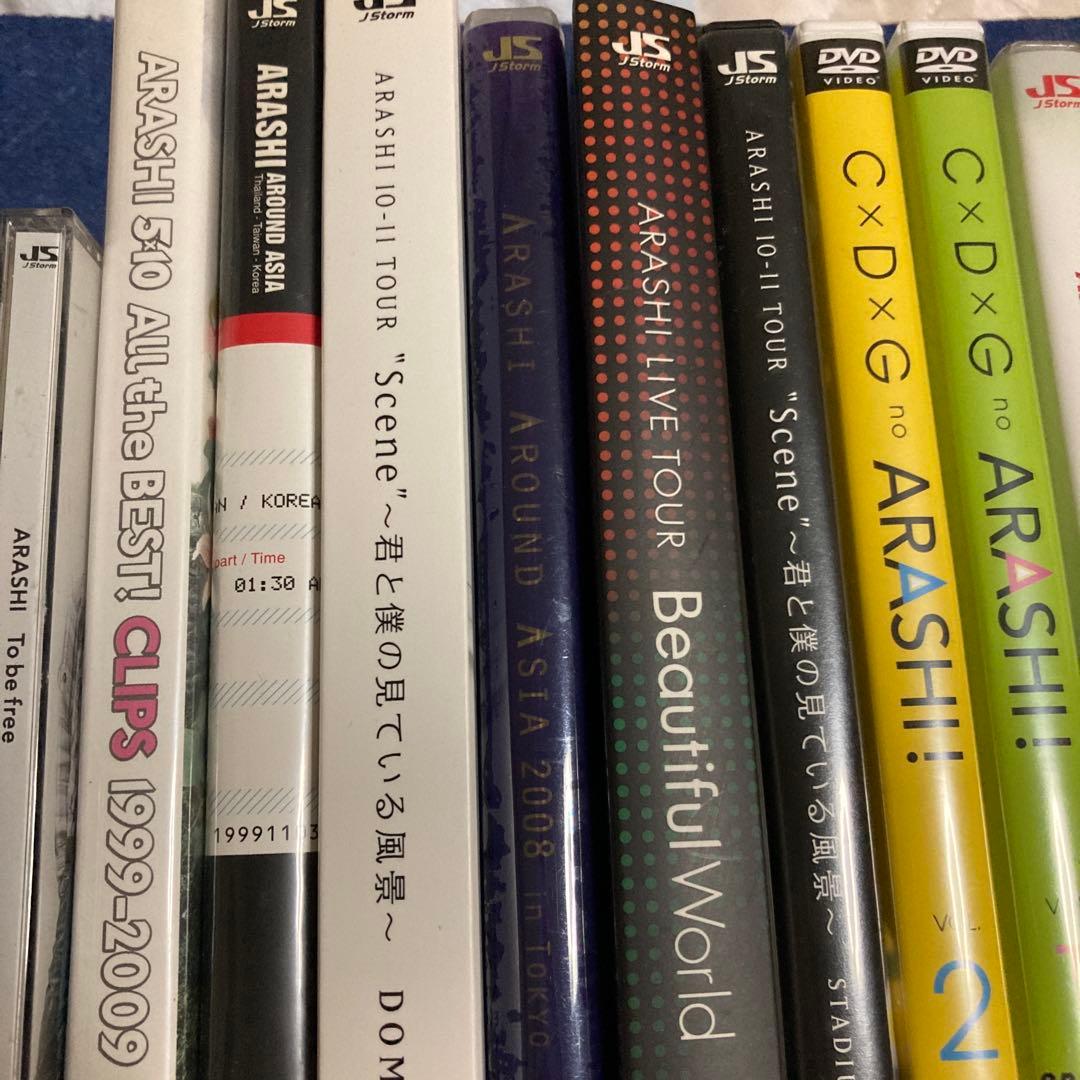 JS
J Storm
ARASHI To be free
ARASHI 5×10 All the BEST! CLIPS 1999-2009
JS
J Storm
ARASHI AROUND ASIA
Thailand - Taiwan - Korea
/ KOREA
/ Time
01:30
19991103
J Storm
ARASHI 10-11 TOUR "Scene"~君と僕の見ている風景~ DOM
JS
J Storm
ARASHI AROUND ASIA 2008 in TOKYO
JS
J Storm
ARASHI LIVE TOUR Beautiful World
JS
J Storm
ARASHI 10-11 TOUR "Scene"~君と僕の見ている風景~ STADIU
DVD
VIDEO
C×D×G no ARASHI!
VOL.
2
DVD
VIDEO
C×D×G no ARASHI!
JS
J Storm